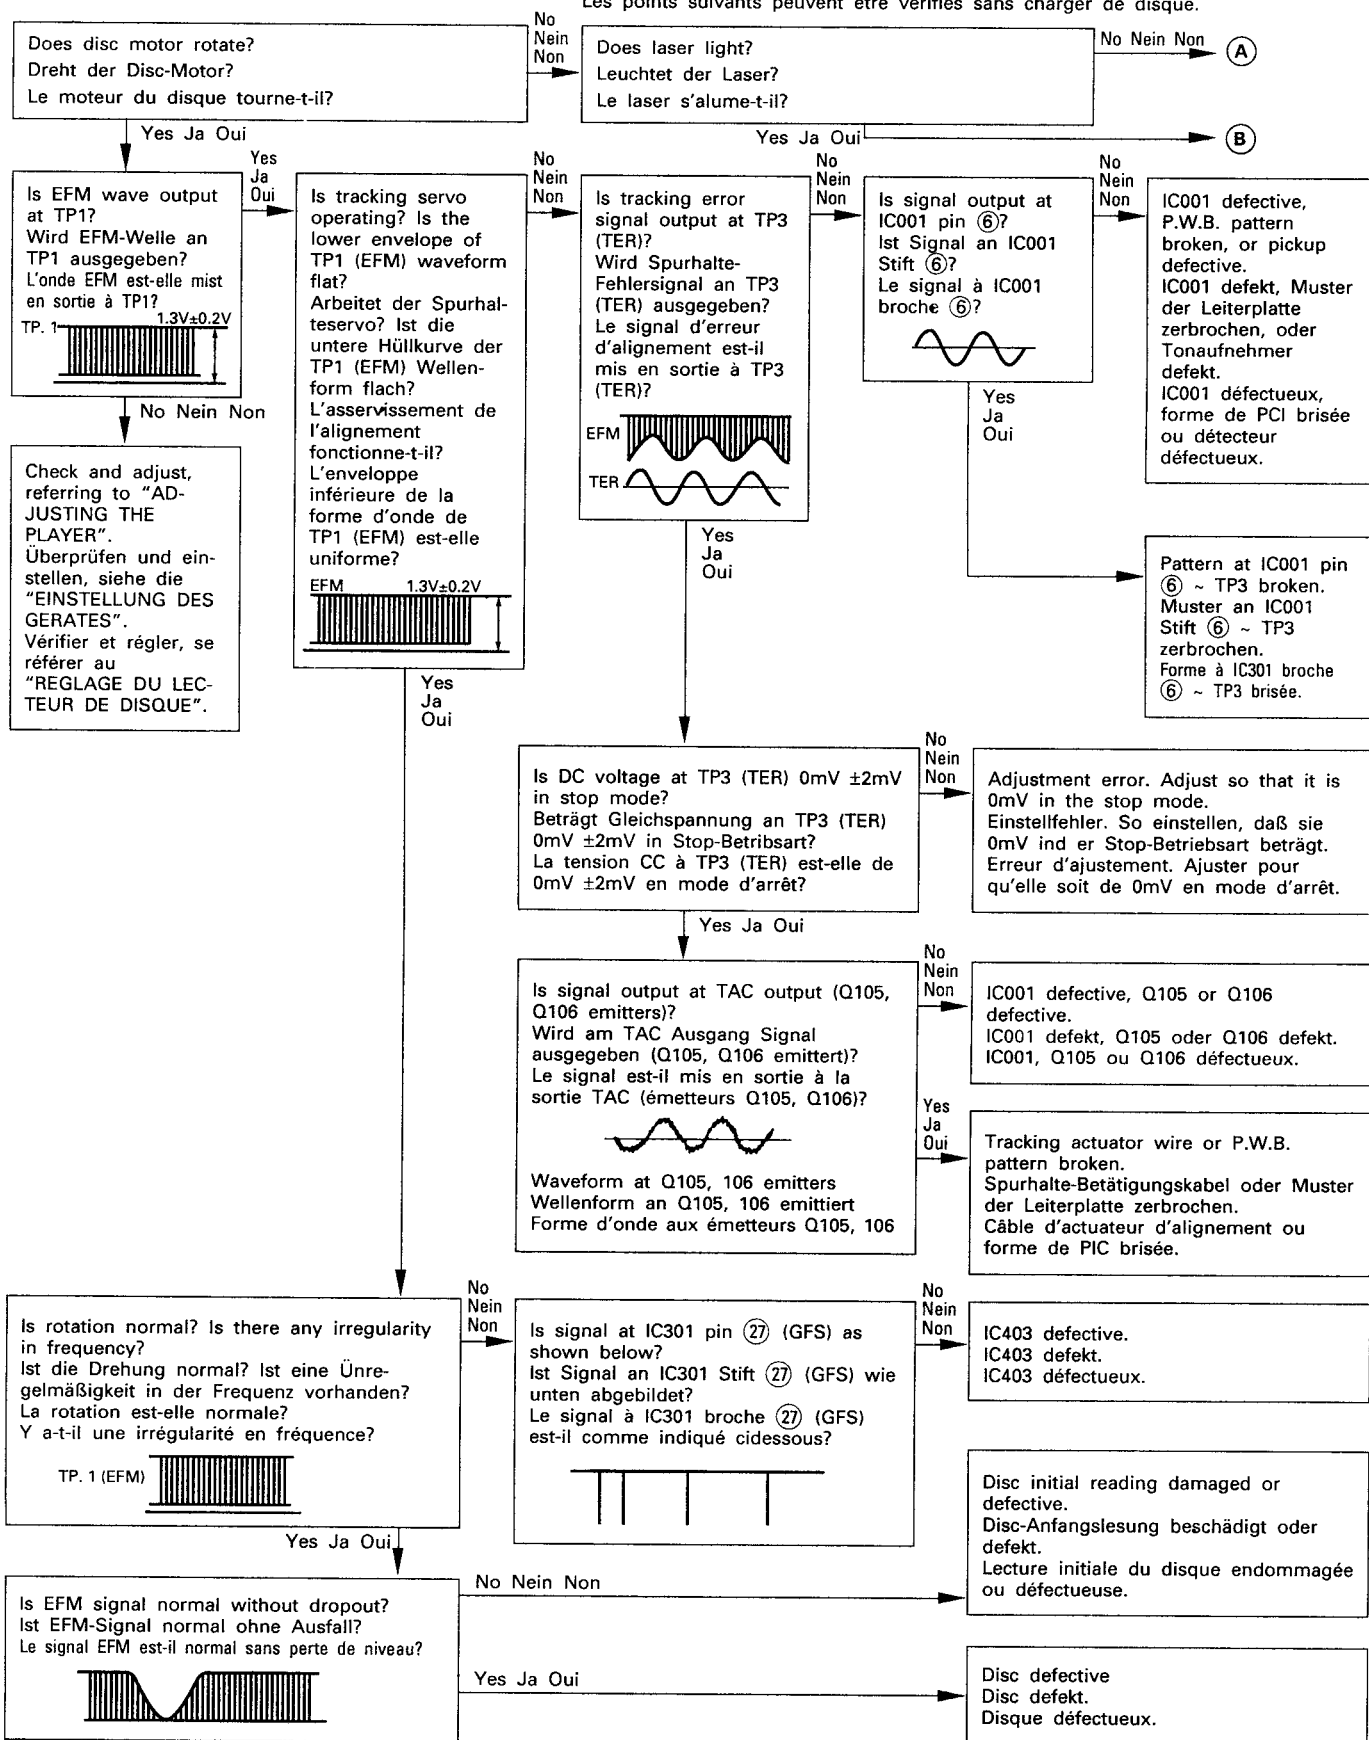 Les points suivants peuvent être vérifiés sans charger de disque.
Does disc motor rotate?
Dreht der Disc-Motor?
Le moteur du disque tourne-t-il?
No
Nein
Non
Does laser light?
Leuchtet der Laser?
Le laser s'alume-t-il?
No Nein Non
A
Yes Ja Oui
Yes Ja Oui
B
Is EFM wave output
at TP1?
Wird EFM-Welle an
TP1 ausgegeben?
L'onde EFM est-elle mist
en sortie à TP1?
TP. 1
1.3V±0.2V
Yes
Ja
Oui
Is tracking servo
operating? Is the
lower envelope of
TP1 (EFM) waveform
flat?
Arbeitet der Spurhal-
teservo? Ist die
untere Hüllkurve der
TP1 (EFM) Wellen-
form flach?
L'asservissement de
l'alignement
fonctionne-t-il?
L'enveloppe
inférieure de la
forme d'onde de
TP1 (EFM) est-elle
uniforme?
EFM 1.3V±0.2V
No
Nein
Non
Is tracking error
signal output at TP3
(TER)?
Wird Spurhalte-
Fehlersignal an TP3
(TER) ausgegeben?
Le signal d'erreur
d'alignement est-il
mis en sortie à TP3
(TER)?
EFM
TER
No
Nein
Non
Is signal output at
IC001 pin ⑥?
Ist Signal an IC001
Stift ⑥?
Le signal à IC001
broche ⑥?
No
Nein
Non
IC001 defective,
P.W.B. pattern
broken, or pickup
defective.
IC001 defekt, Muster
der Leiterplatte
zerbrochen, oder
Tonaufnehmer
defekt.
IC001 défectueux,
forme de PCI brisée
ou détecteur
défectueux.
No Nein Non
Check and adjust,
referring to "AD-
JUSTING THE
PLAYER".
Überprüfen und ein-
stellen, siehe die
"EINSTELLUNG DES
GERATES".
Vérifier et régler, se
référer au
"REGLAGE DU LEC-
TEUR DE DISQUE".
Yes
Ja
Oui
Yes
Ja
Oui
Yes
Ja
Oui
Pattern at IC001 pin
⑥ ~ TP3 broken.
Muster an IC001
Stift ⑥ ~ TP3
zerbrochen.
Forme à IC301 broche
⑥ ~ TP3 brisée.
Is DC voltage at TP3 (TER) 0mV ±2mV
in stop mode?
Beträgt Gleichspannung an TP3 (TER)
0mV ±2mV in Stop-Betribsart?
La tension CC à TP3 (TER) est-elle de
0mV ±2mV en mode d'arrêt?
No
Nein
Non
Adjustment error. Adjust so that it is
0mV in the stop mode.
Einstellfehler. So einstellen, daß sie
0mV ind er Stop-Betriebsart beträgt.
Erreur d'ajustement. Ajuster pour
qu'elle soit de 0mV en mode d'arrêt.
Yes Ja Oui
Is signal output at TAC output (Q105,
Q106 emitters)?
Wird am TAC Ausgang Signal
ausgegeben (Q105, Q106 emittert)?
Le signal est-il mis en sortie à la
sortie TAC (émetteurs Q105, Q106)?
Waveform at Q105, 106 emitters
Wellenform an Q105, 106 emittiert
Forme d'onde aux émetteurs Q105, 106
No
Nein
Non
IC001 defective, Q105 or Q106
defective.
IC001 defekt, Q105 oder Q106 defekt.
IC001, Q105 ou Q106 défectueux.
Yes
Ja
Oui
Tracking actuator wire or P.W.B.
pattern broken.
Spurhalte-Betätigungskabel oder Muster
der Leiterplatte zerbrochen.
Câble d'actuateur d'alignement ou
forme de PIC brisée.
Is rotation normal? Is there any irregularity
in frequency?
Ist die Drehung normal? Ist eine Ünre-
gelmäßigkeit in der Frequenz vorhanden?
La rotation est-elle normale?
Y a-t-il une irrégularité en fréquence?
TP. 1 (EFM)
No
Nein
Non
Is signal at IC301 pin ㉗ (GFS) as
shown below?
Ist Signal an IC301 Stift ㉗ (GFS) wie
unten abgebildet?
Le signal à IC301 broche ㉗ (GFS)
est-il comme indiqué cidessous?
No
Nein
Non
IC403 defective.
IC403 defekt.
IC403 défectueux.
Yes Ja Oui
Is EFM signal normal without dropout?
Ist EFM-Signal normal ohne Ausfall?
Le signal EFM est-il normal sans perte de niveau?
No Nein Non
Disc initial reading damaged or
defective.
Disc-Anfangslesung beschädigt oder
defekt.
Lecture initiale du disque endommagée
ou défectueuse.
Yes Ja Oui
Disc defective
Disc defekt.
Disque défectueux.